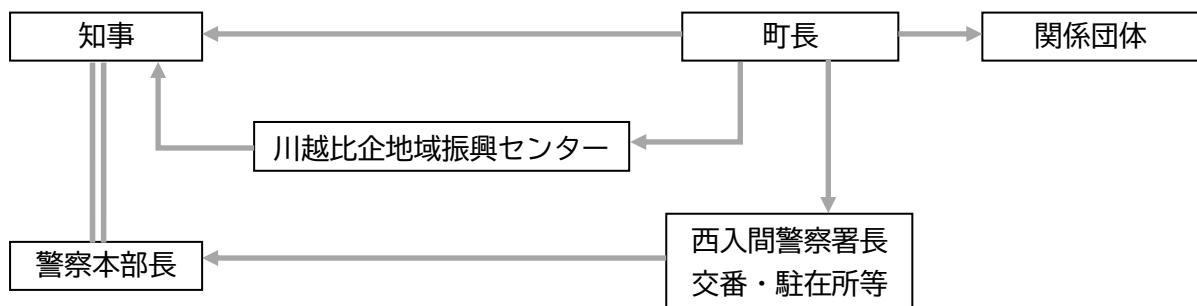 知事
町長
関係団体
川越比企地域振興センター
警察本部長
西入間警察署長
交番・駐在所等